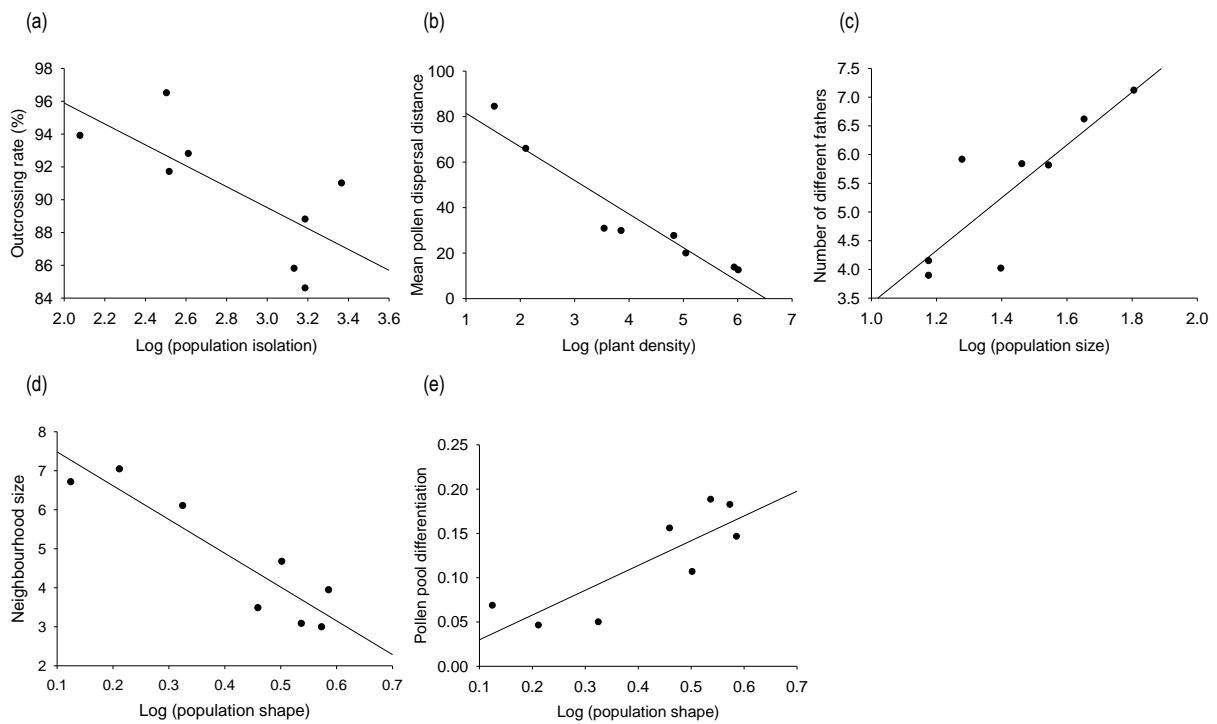 (a)
98
96
94
92
90
88
86
84
2.0 2.2 2.4 2.6 2.8 3.0 3.2 3.4 3.6
Outcrossing rate (%)
Log (population isolation)
(b)
100
80
60
40
20
0
1 2 3 4 5 6 7
Mean pollen dispersal distance
Log (plant density)
(c)
7.5
7.0
6.5
6.0
5.5
5.0
4.5
4.0
3.5
1.0 1.2 1.4 1.6 1.8 2.0
Number of different fathers
Log (population size)
(d)
8
7
6
5
4
3
2
0.1 0.2 0.3 0.4 0.5 0.6 0.7
Neighbourhood size
Log (population shape)
(e)
0.25
0.20
0.15
0.10
0.05
0.00
0.1 0.2 0.3 0.4 0.5 0.6 0.7
Pollen pool differentiation
Log (population shape)